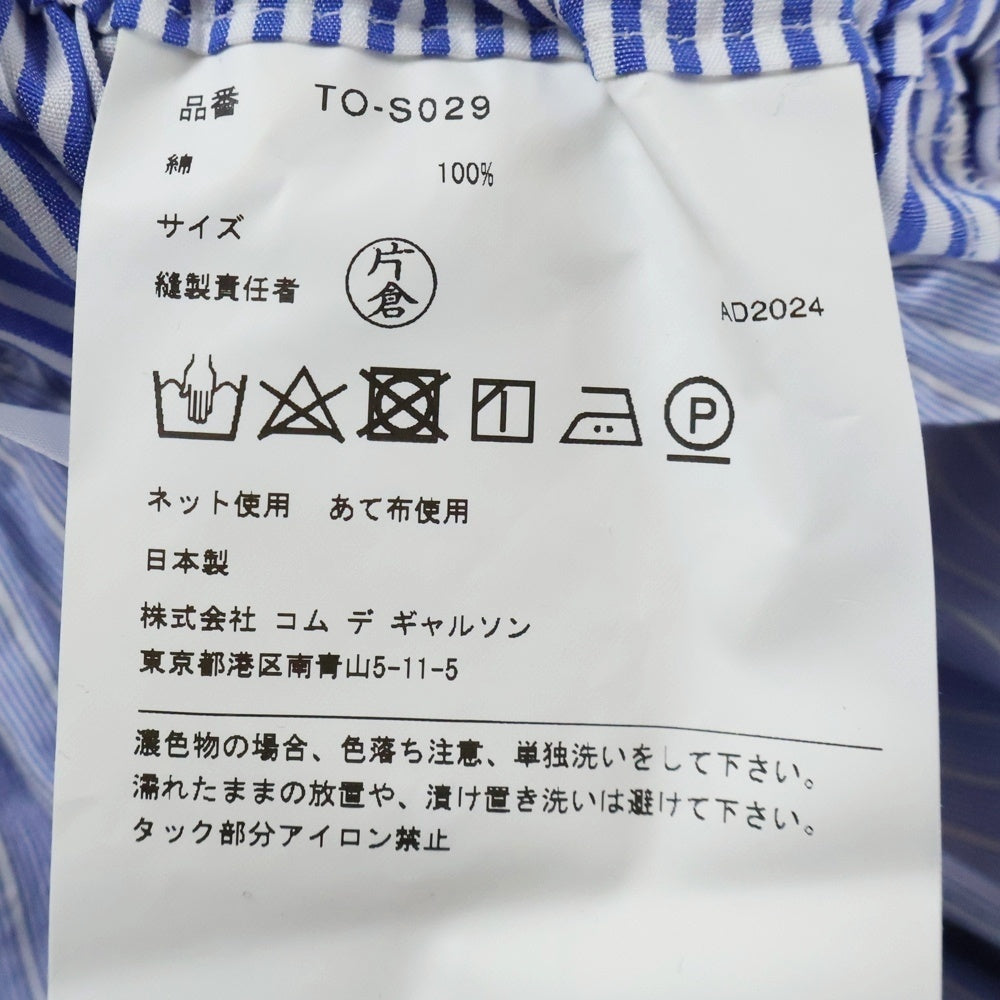 品番 TO-S029
綿 100%
サイズ
縫製責任者 片倉 AD2024
P
ネット使用 あて布使用
日本製
株式会社 コム デ ギャルソン
東京都港区南青山5-11-5
濃色物の場合、色落ち注意、単独洗いをして下さい。
濡れたままの放置や、漬け置き洗いは避けて下さい。
タック部分アイロン禁止